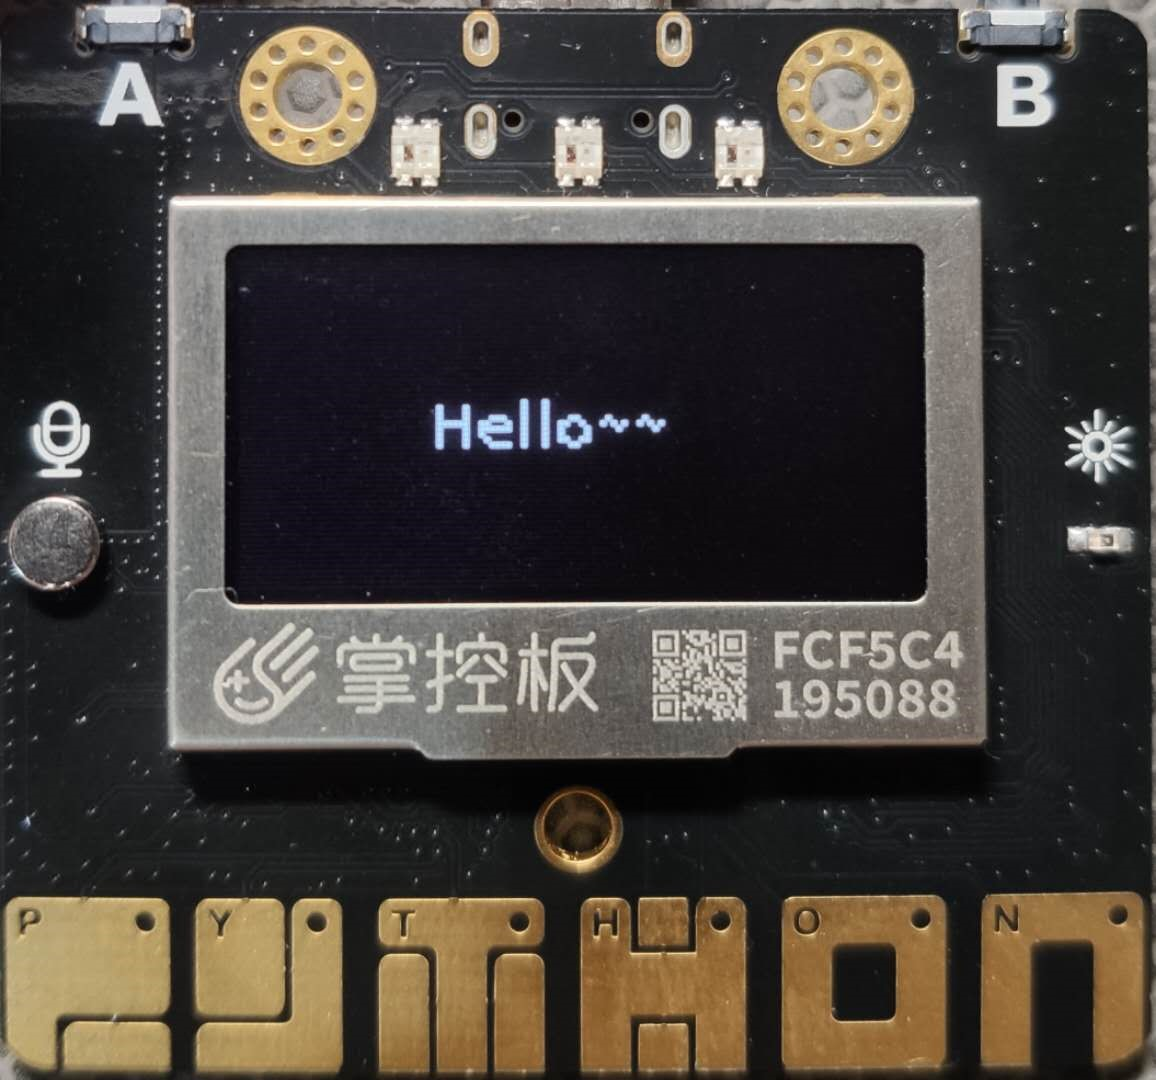 A
B
Hello~~
掌控板
FCF5C4
195088
P Y T H O N
PYTHON